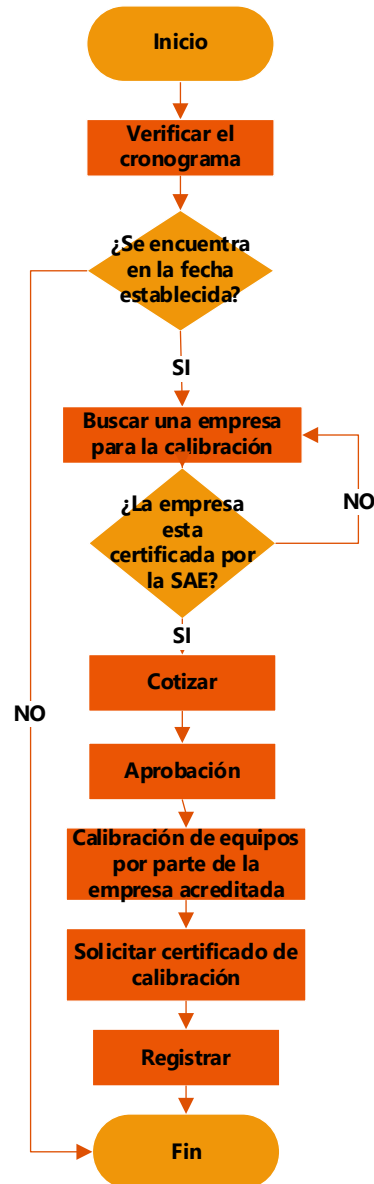 Inicio
Verificar el
cronograma
¿Se encuentra
en la fecha
establecida?
SI
Buscar una empresa
para la calibración
¿La empresa
esta
certificada por
la SAE?
NO
SI
Cotizar
NO
Aprobación
Calibración de equipos
por parte de la
empresa acreditada
Solicitar certificado de
calibración
Registrar
Fin